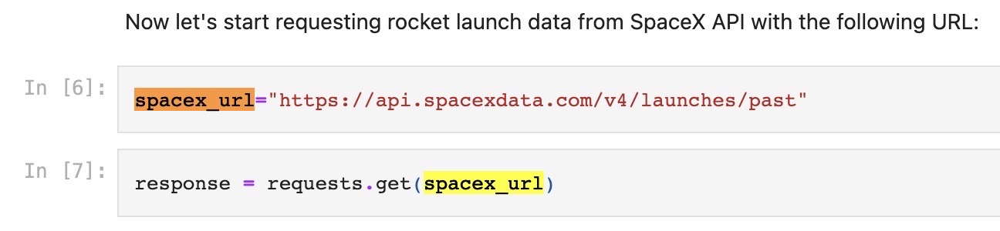 Now let's start requesting rocket launch data from SpaceX API with the following URL:
In [6]: spacex_url="https://api.spacexdata.com/v4/launches/past"
In [7]: response = requests.get(spacex_url)